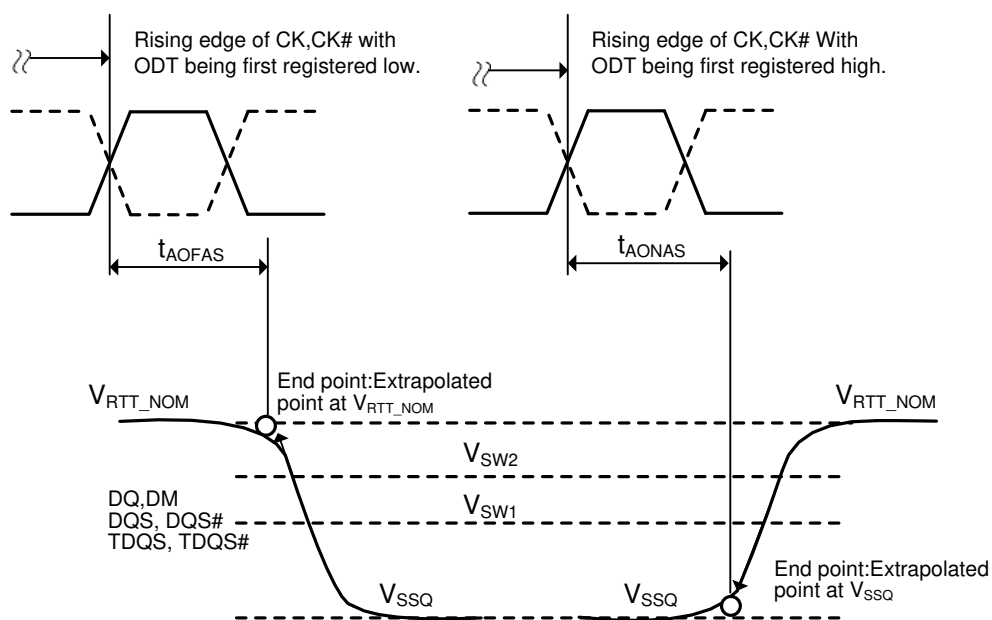 Rising edge of CK,CK# with
ODT being first registered low.
Rising edge of CK,CK# With
ODT being first registered high.
tAOFAS
tAONAS
End point:Extrapolated
point at VRTT_NOM
VRTT_NOM
VRTT_NOM
VSW2
VSW1
DQ,DM
DQS, DQS#
TDQS, TDQS#
VSSQ
VSSQ
End point:Extrapolated
point at VSSQ